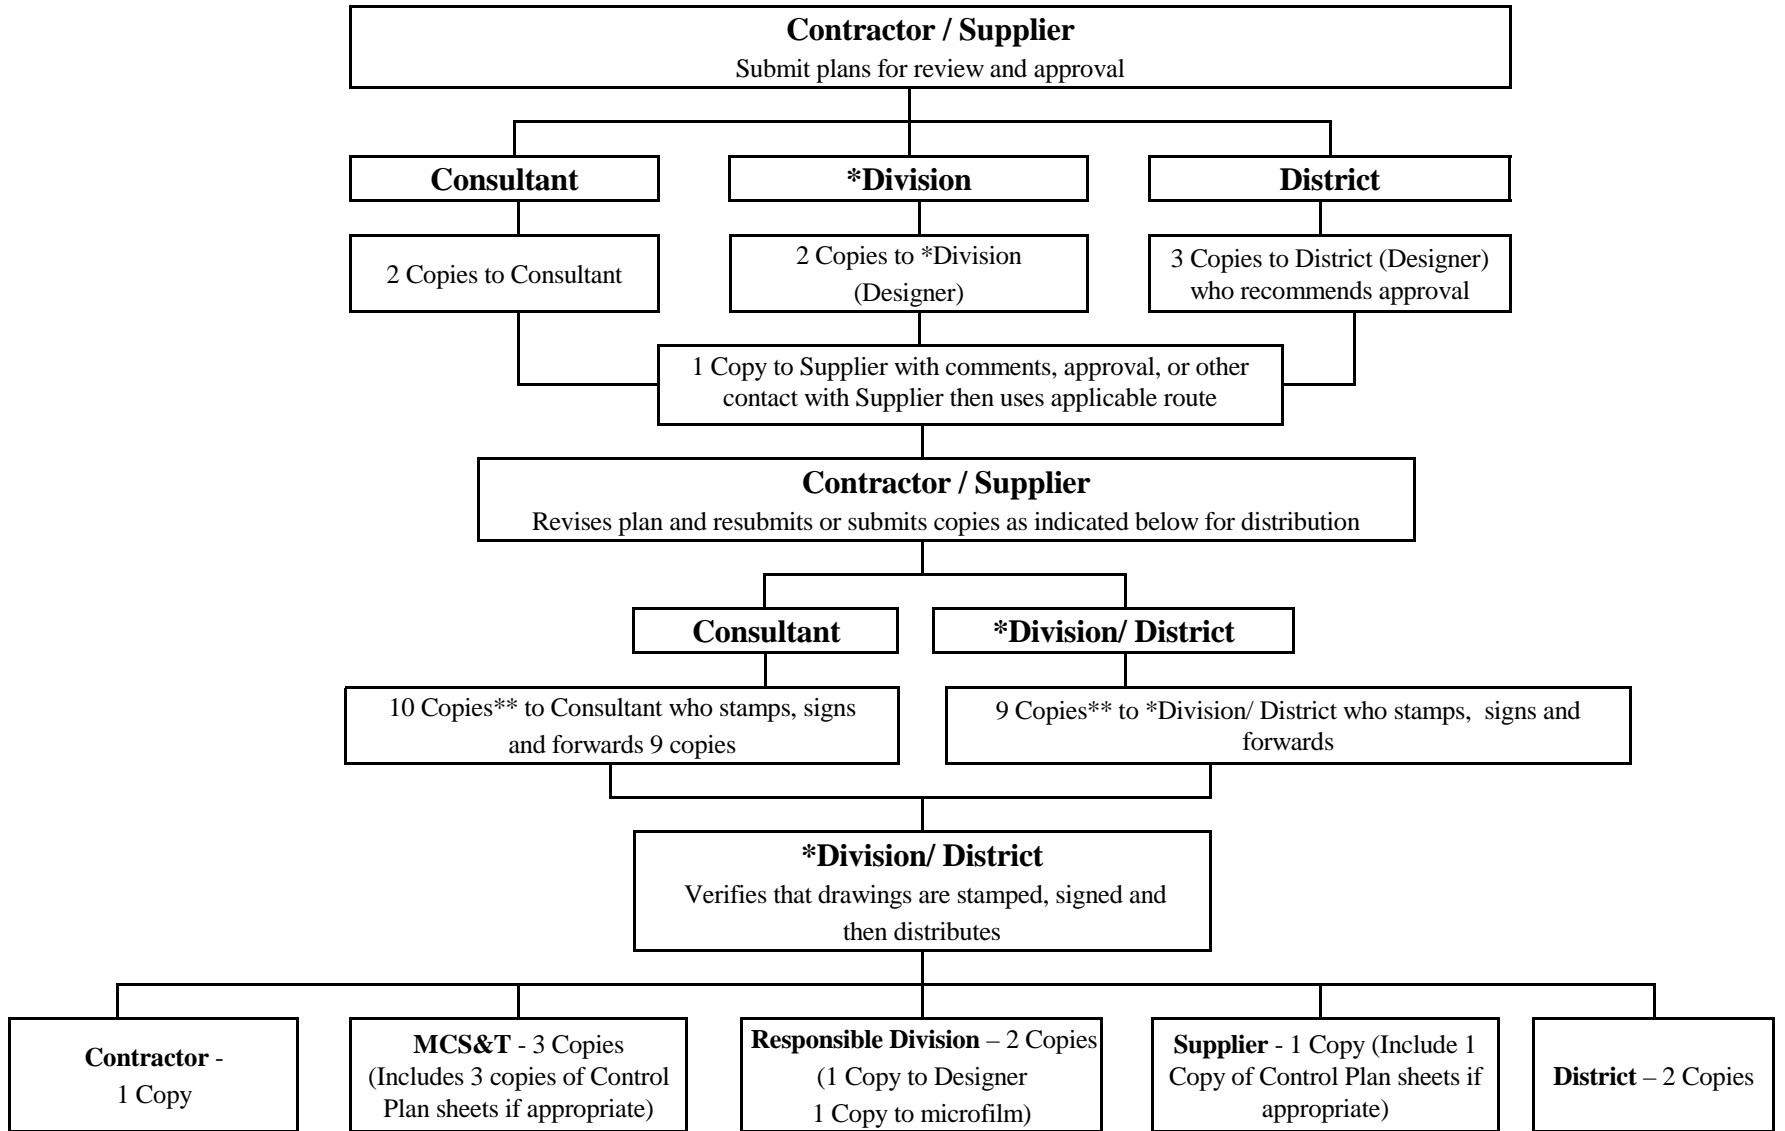 Contractor / Supplier
Submit plans for review and approval
Consultant
*Division
District
2 Copies to Consultant
2 Copies to *Division
(Designer)
3 Copies to District (Designer)
who recommends approval
1 Copy to Supplier with comments, approval, or other
contact with Supplier then uses applicable route
Contractor / Supplier
Revises plan and resubmits or submits copies as indicated below for distribution
Consultant
*Division/ District
10 Copies** to Consultant who stamps, signs
and forwards 9 copies
9 Copies** to *Division/ District who stamps, signs and
forwards
*Division/ District
Verifies that drawings are stamped, signed and
then distributes
Contractor -
1 Copy
MCS&T - 3 Copies
(Includes 3 copies of Control
Plan sheets if appropriate)
Responsible Division – 2 Copies
(1 Copy to Designer
1 Copy to microfilm)
Supplier - 1 Copy (Include 1
Copy of Control Plan sheets if
appropriate)
District – 2 Copies